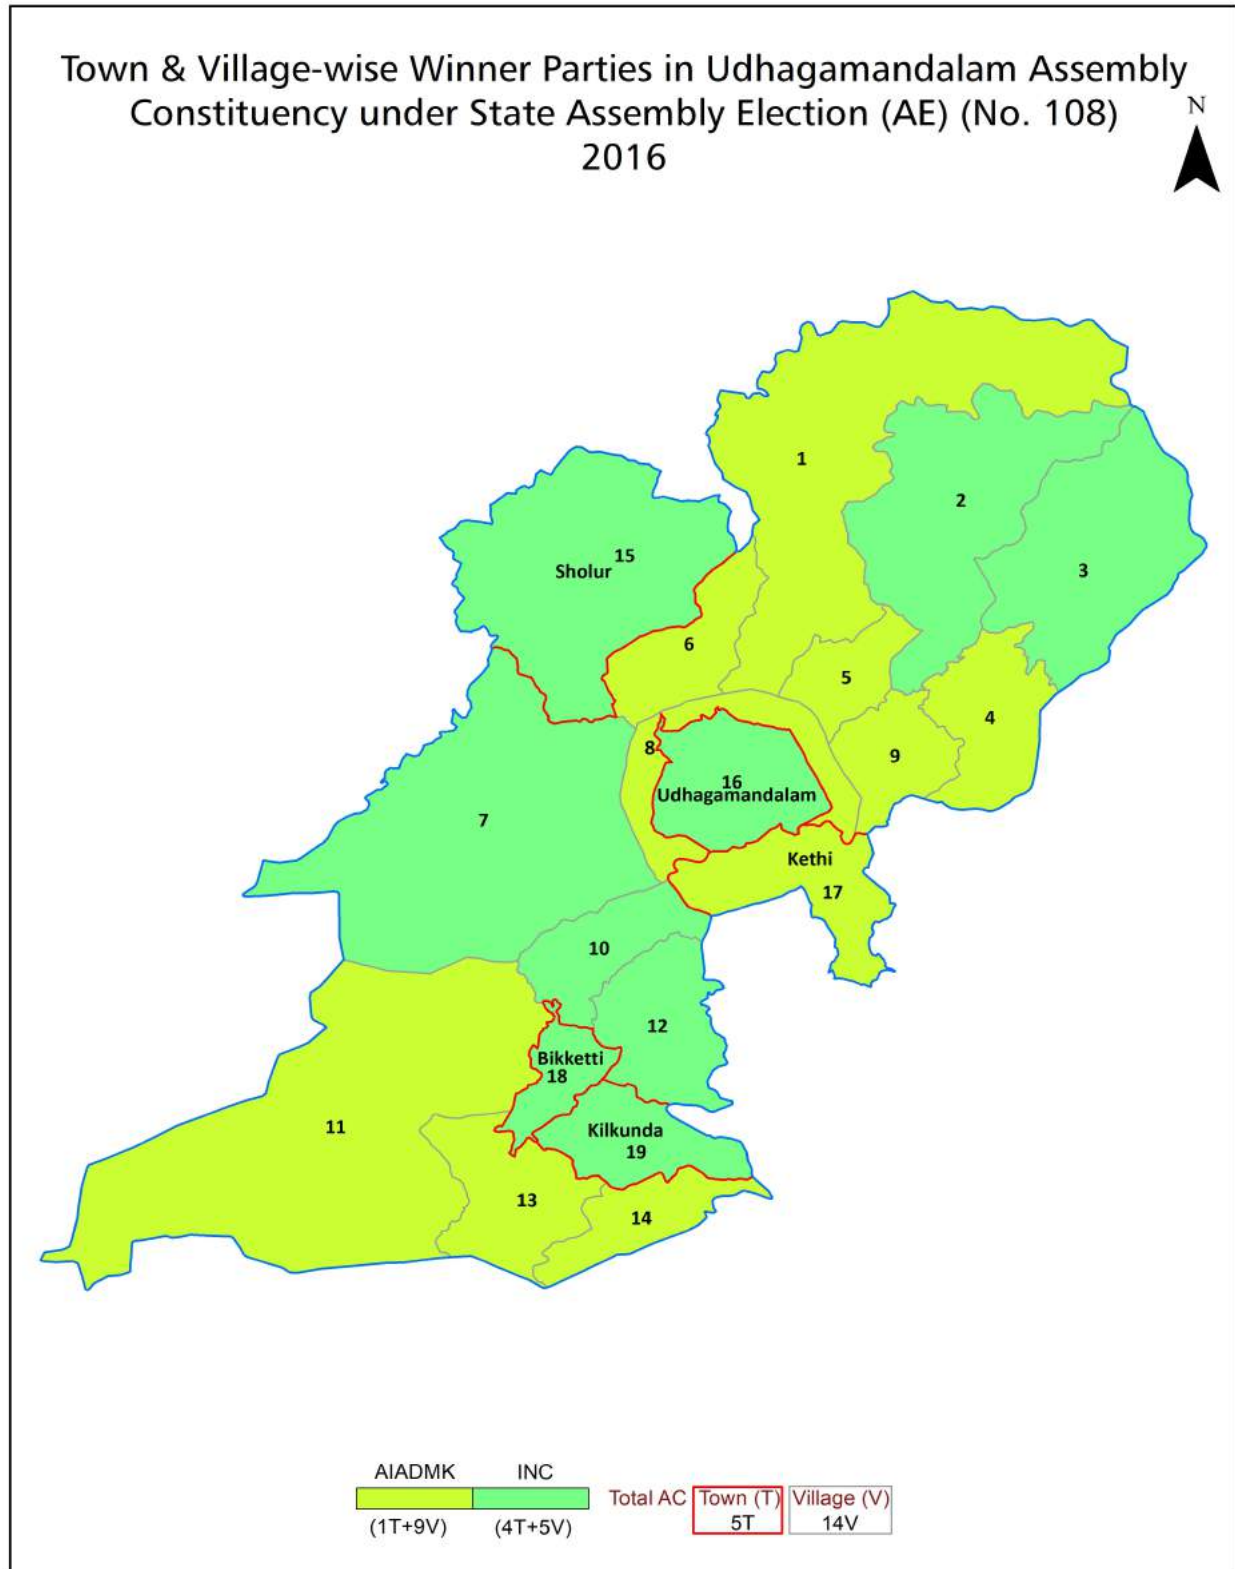 Town & Village-wise Winner Parties in Udhagamandalam Assembly
Constituency under State Assembly Election (AE) (No. 108)
2016
N
1
2
15
Sholur
3
6
5
4
8
9
16
Udhagamandalam
7
Kethi
17
10
12
Bikketti
18
11
Kilkunda
19
13
14
AIADMK INC
Total AC Town (T) Village (V)
5T 14V
(1T+9V) (4T+5V)